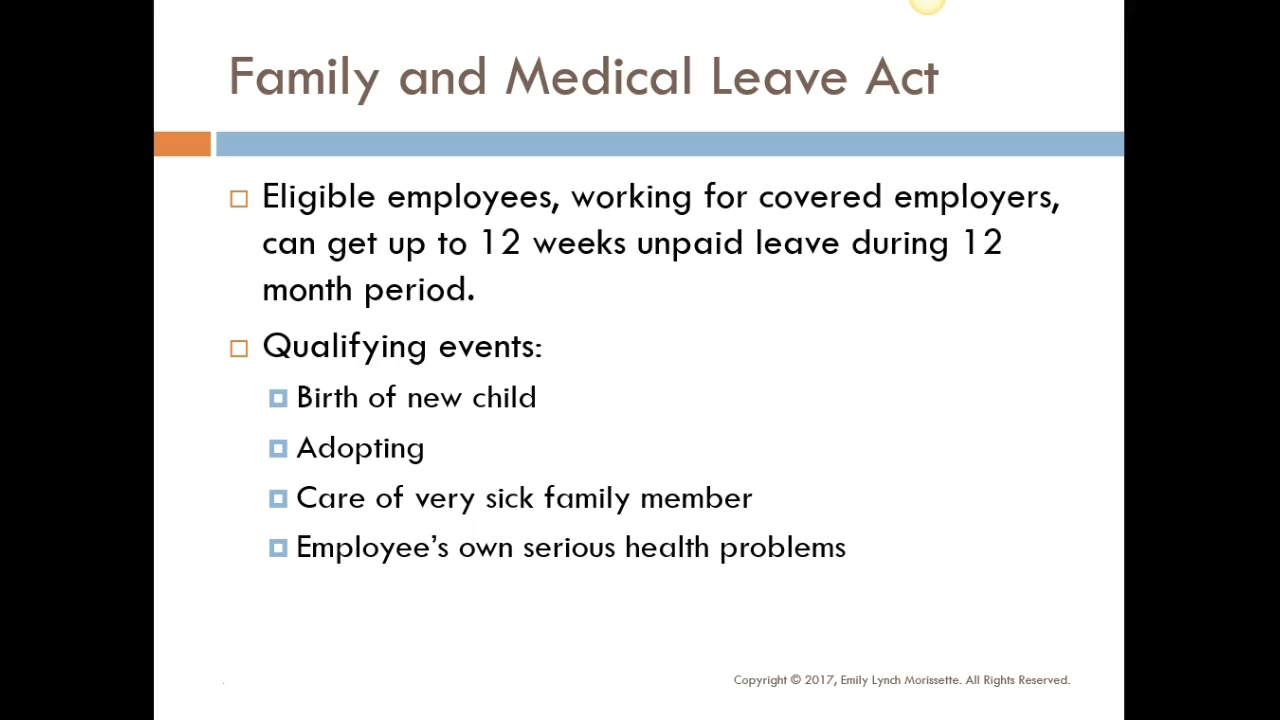 Family and Medical Leave Act
Eligible employees, working for covered employers,
can get up to 12 weeks unpaid leave during 12
month period.
Qualifying events:
Birth of new child
Adopting
Care of very sick family member
Employee’s own serious health problems
Copyright © 2017, Emily Lynch Morissette. All Rights Reserved.